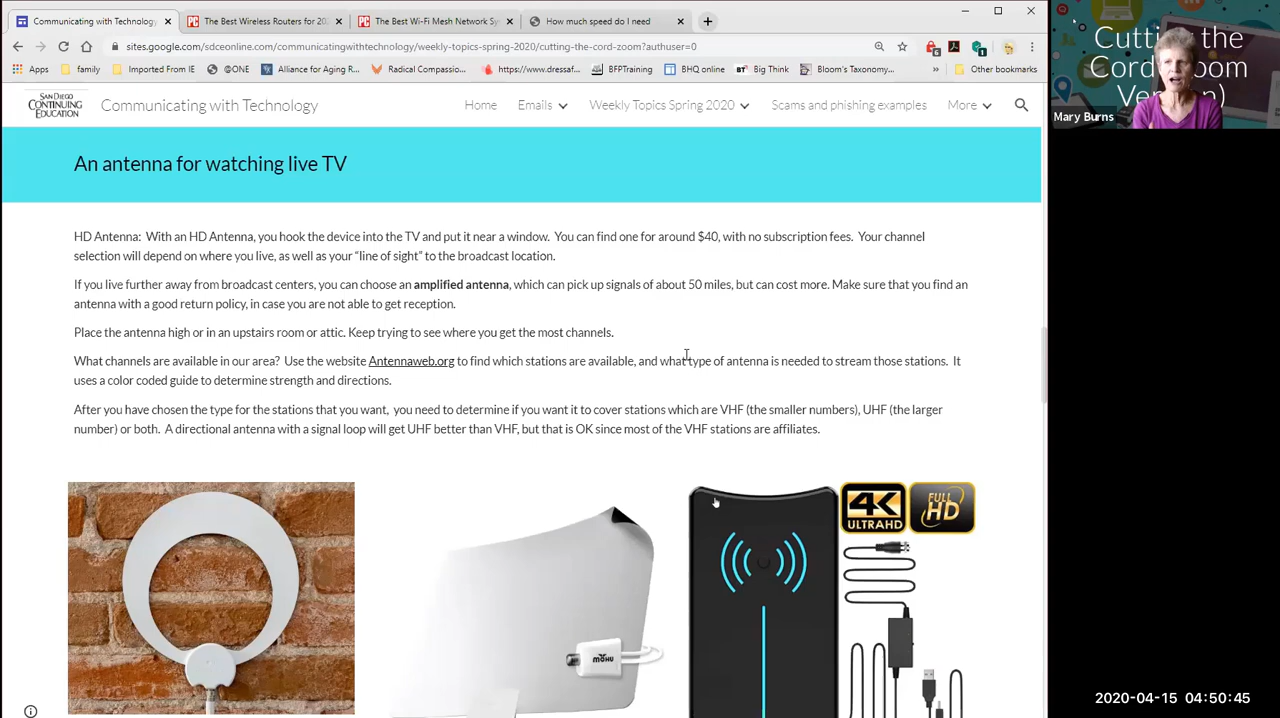 Communicating with Technology
The Best Wireless Routers for 202
The Best Wi-Fi Mesh Network Sy
How much speed do I need
sites.google.com/sdceonline.com/communicatingwithtechnology/weekly-topics-spring-2020/cutting-the-cord-zoom?authuser=0
Apps family Imported From IE @ONE Alliance for Aging R... Radical Compassio... https://www.dressaf... BFPTraining BHQ online BT Big Think Bloom's Taxonomy... » Other bookmarks
SAN DIEGO
CONTINUING
EDUCATION
Communicating with Technology
Home Emails Weekly Topics Spring 2020 Scams and phishing examples More
An antenna for watching live TV
HD Antenna: With an HD Antenna, you hook the device into the TV and put it near a window. You can find one for around $40, with no subscription fees. Your channel
selection will depend on where you live, as well as your “line of sight” to the broadcast location.
If you live further away from broadcast centers, you can choose an amplified antenna, which can pick up signals of about 50 miles, but can cost more. Make sure that you find an
antenna with a good return policy, in case you are not able to get reception.
Place the antenna high or in an upstairs room or attic. Keep trying to see where you get the most channels.
What channels are available in our area? Use the website Antennaweb.org to find which stations are available, and what type of antenna is needed to stream those stations. It
uses a color coded guide to determine strength and directions.
After you have chosen the type for the stations that you want, you need to determine if you want it to cover stations which are VHF (the smaller numbers), UHF (the larger
number) or both. A directional antenna with a signal loop will get UHF better than VHF, but that is OK since most of the VHF stations are affiliates.
4K
ULTRAHD
FULL
HD
mohu
Cutting the
Cord
Mary Burns
2020-04-15 04:50:45